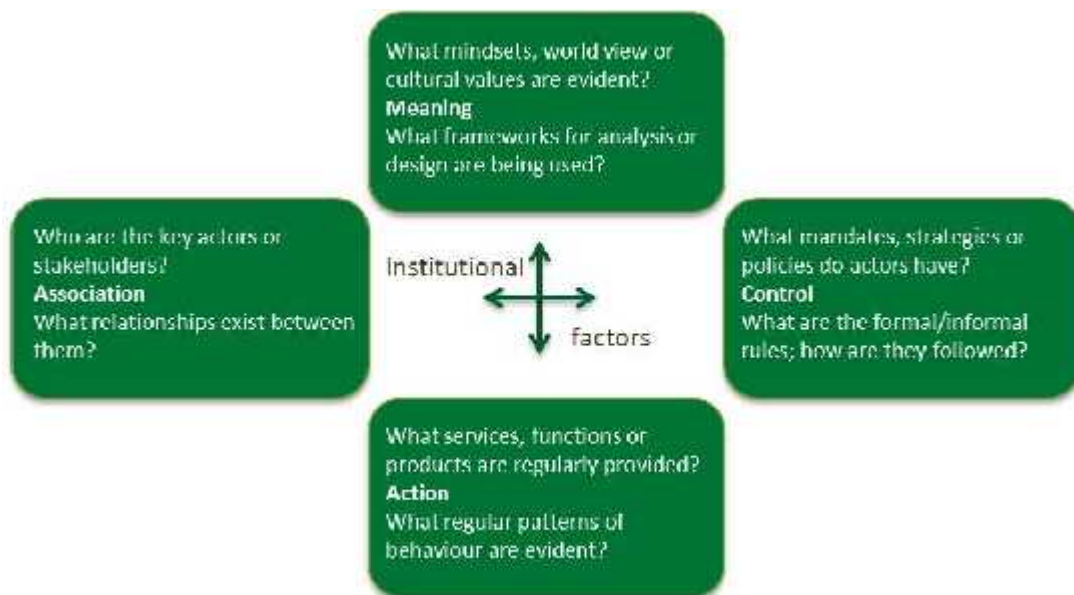 What mindsets, world view or
cultural values are evident?
Meaning
What frameworks for analysis or
design are being used?
Who are the key actors or
stakeholders?
Association
What relationships exist between
them?
Institutional
factors
What mandates, strategies or
policies do actors have?
Control
What are the formal/informal
rules; how are they followed?
What services, functions or
products are regularly provided?
Action
What regular patterns of
behaviour are evident?